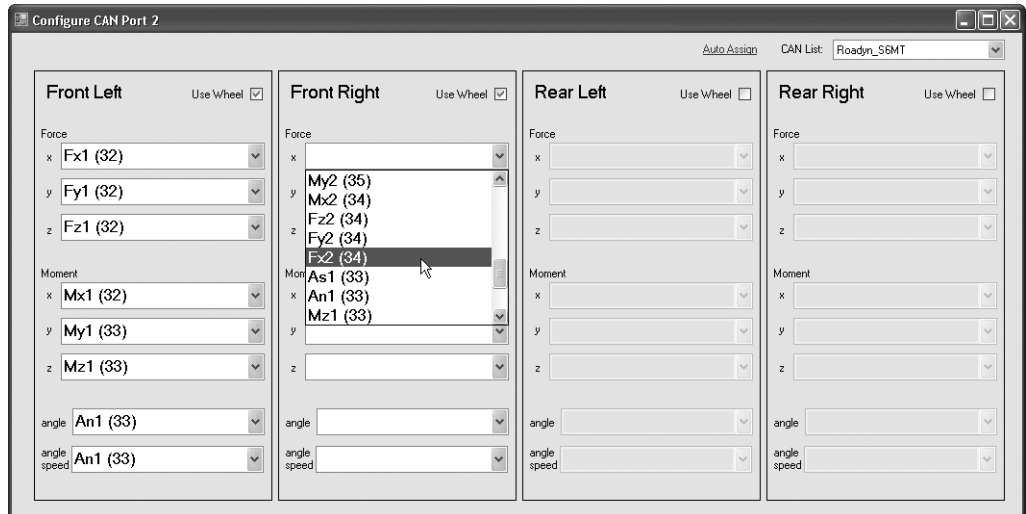 Configure CAN Port 2
Auto Assign CAN List: Roadyn_S6MT
Front Left Use Wheel
Force
x Fx1 (32)
y Fy1 (32)
z Fz1 (32)
Moment
x Mx1 (32)
y My1 (33)
z Mz1 (33)
angle An1 (33)
angle
speed An1 (33)
Front Right Use Wheel
Force
x
My2 (35)
y Mx2 (34)
Fz2 (34)
z Fy2 (34)
Fx2 (34)
Mom As1 (33)
x An1 (33)
Mz1 (33)
y
z
angle
angle
speed
Rear Left Use Wheel
Force
x
y
z
Moment
x
y
z
angle
angle
speed
Rear Right Use Wheel
Force
x
y
z
Moment
x
y
z
angle
angle
speed